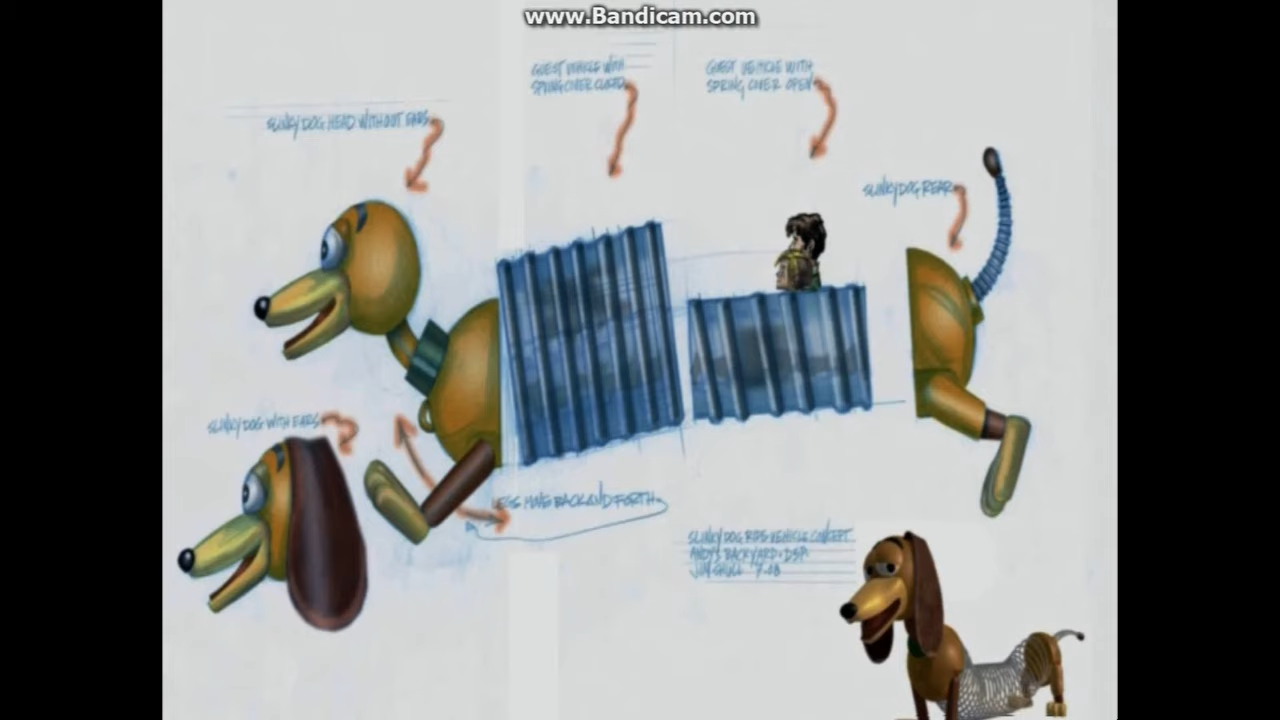 www.Bandicam.com
GUEST VEHICLE WITH
SPRING COVER CLOSED
GUEST VEHICLE WITH
SPRING COVER OPEN
SLINKY DOG HEAD WITHOUT EARS
SLINKY DOG REAR
SLINKY DOG WITH EARS
LEGS MOVE BACK AND FORTH
SLINKY DOG RIDE VEHICLE CONCEPT
ANDY'S BACKYARD • DSP
JIM SHULL